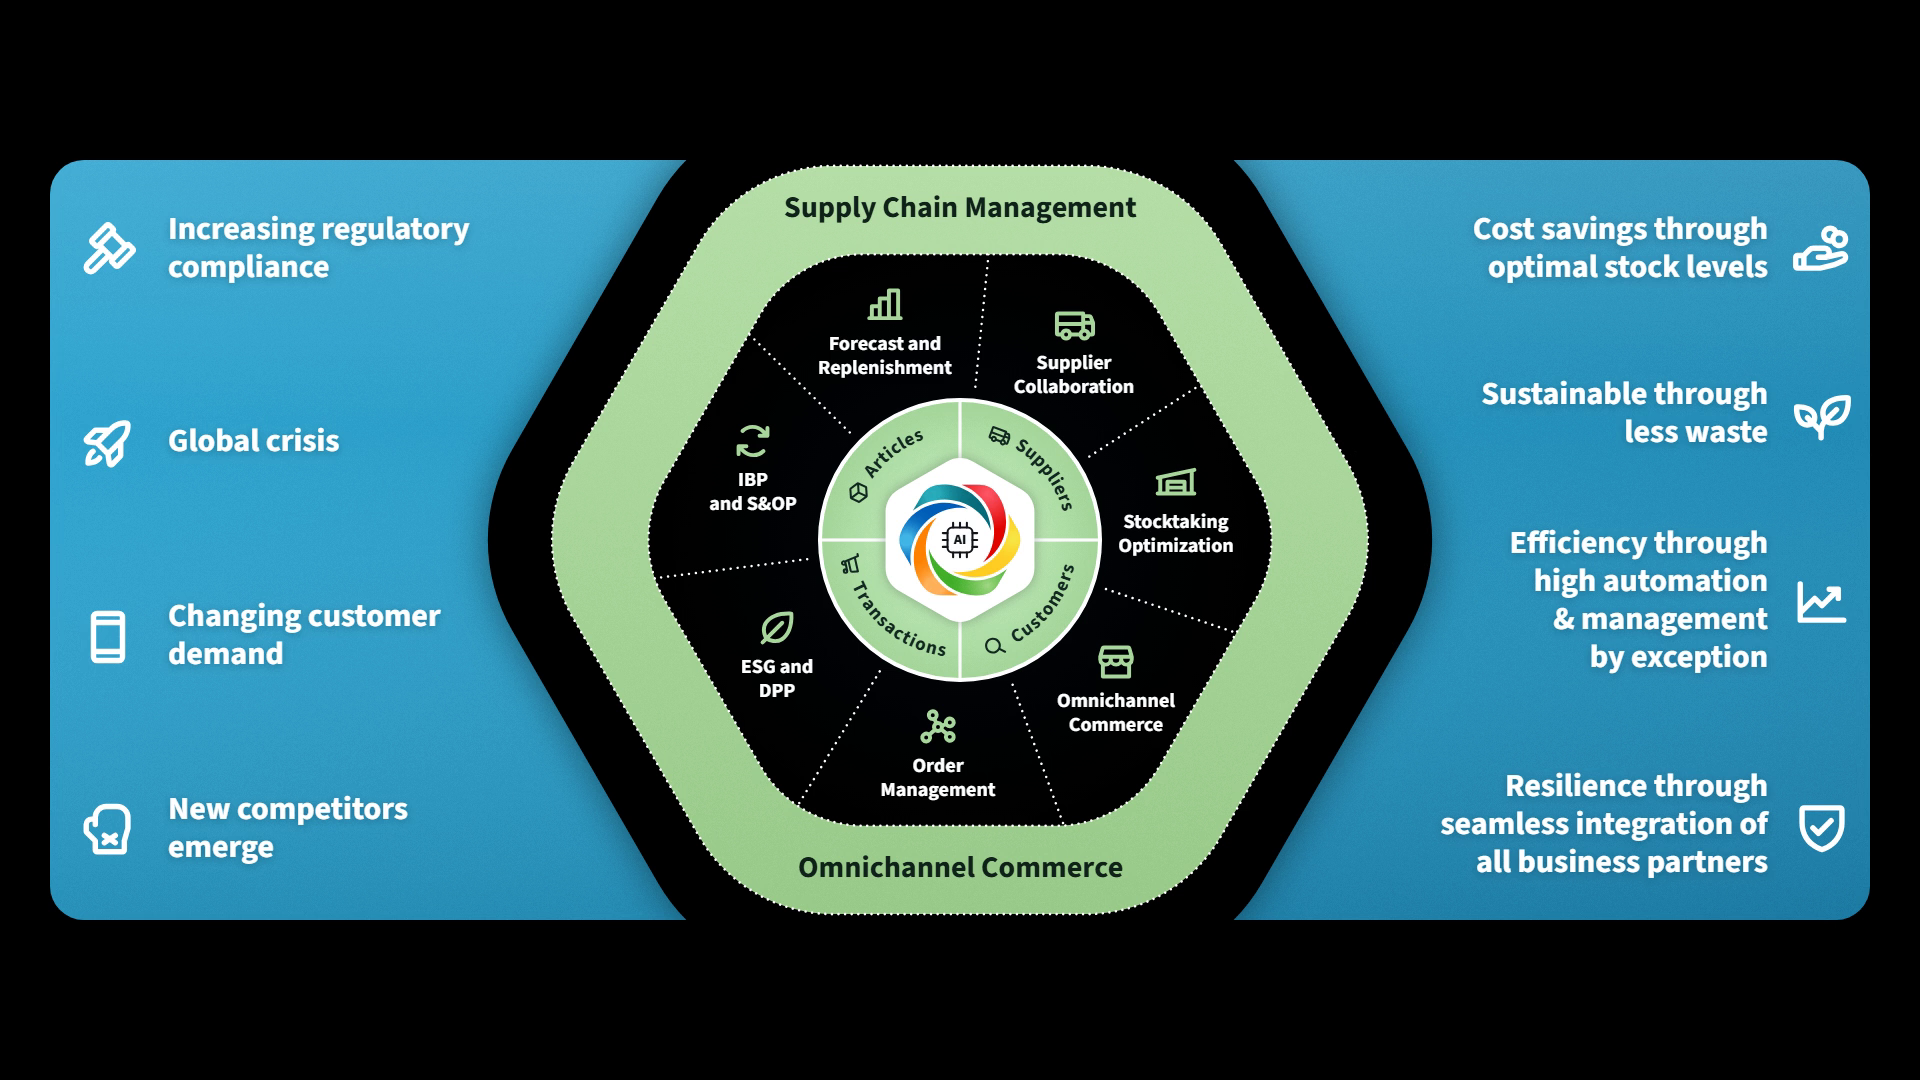 Increasing regulatory
compliance
Global crisis
Changing customer
demand
New competitors
emerge
Supply Chain Management
Forecast and
Replenishment
Supplier
Collaboration
IBP
and S&OP
Stocktaking
Optimization
ESG and
DPP
Omnichannel
Commerce
Order
Management
Articles
Suppliers
AI
Transactions
Customers
Omnichannel Commerce
Cost savings through
optimal stock levels
Sustainable through
less waste
Efficiency through
high automation
& management
by exception
Resilience through
seamless integration of
all business partners